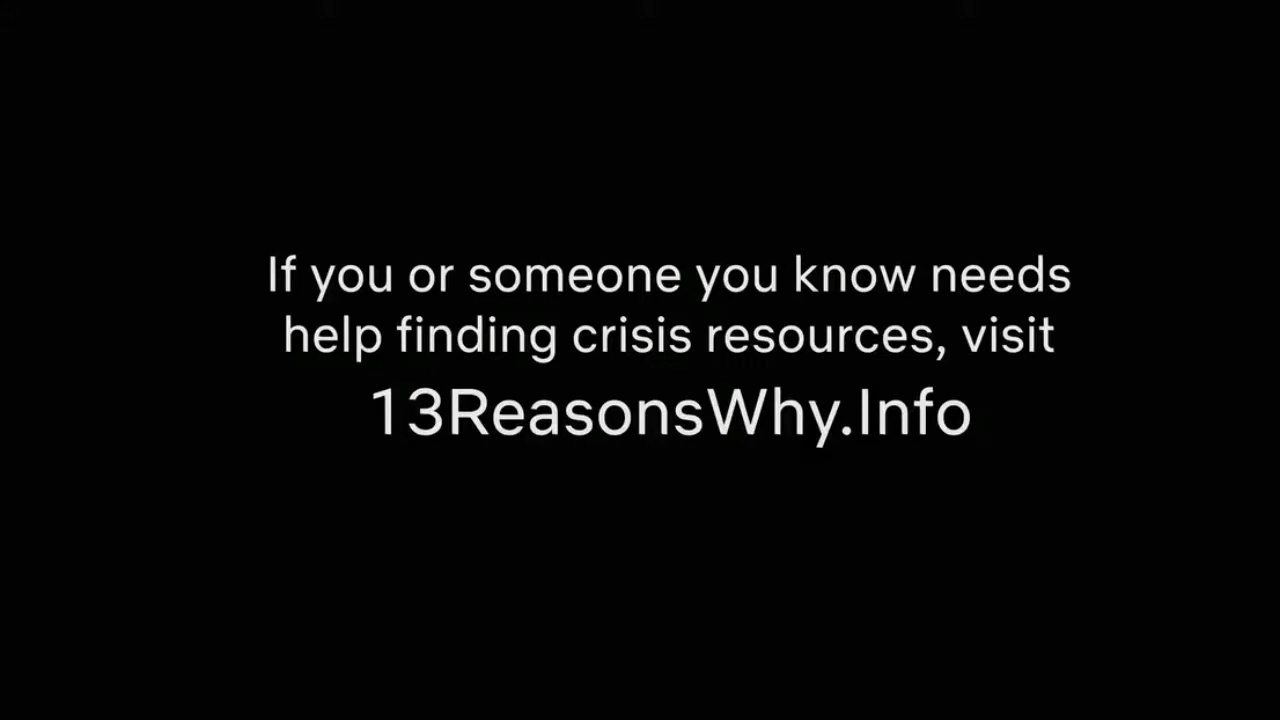 If you or someone you know needs
help finding crisis resources, visit
13ReasonsWhy.Info